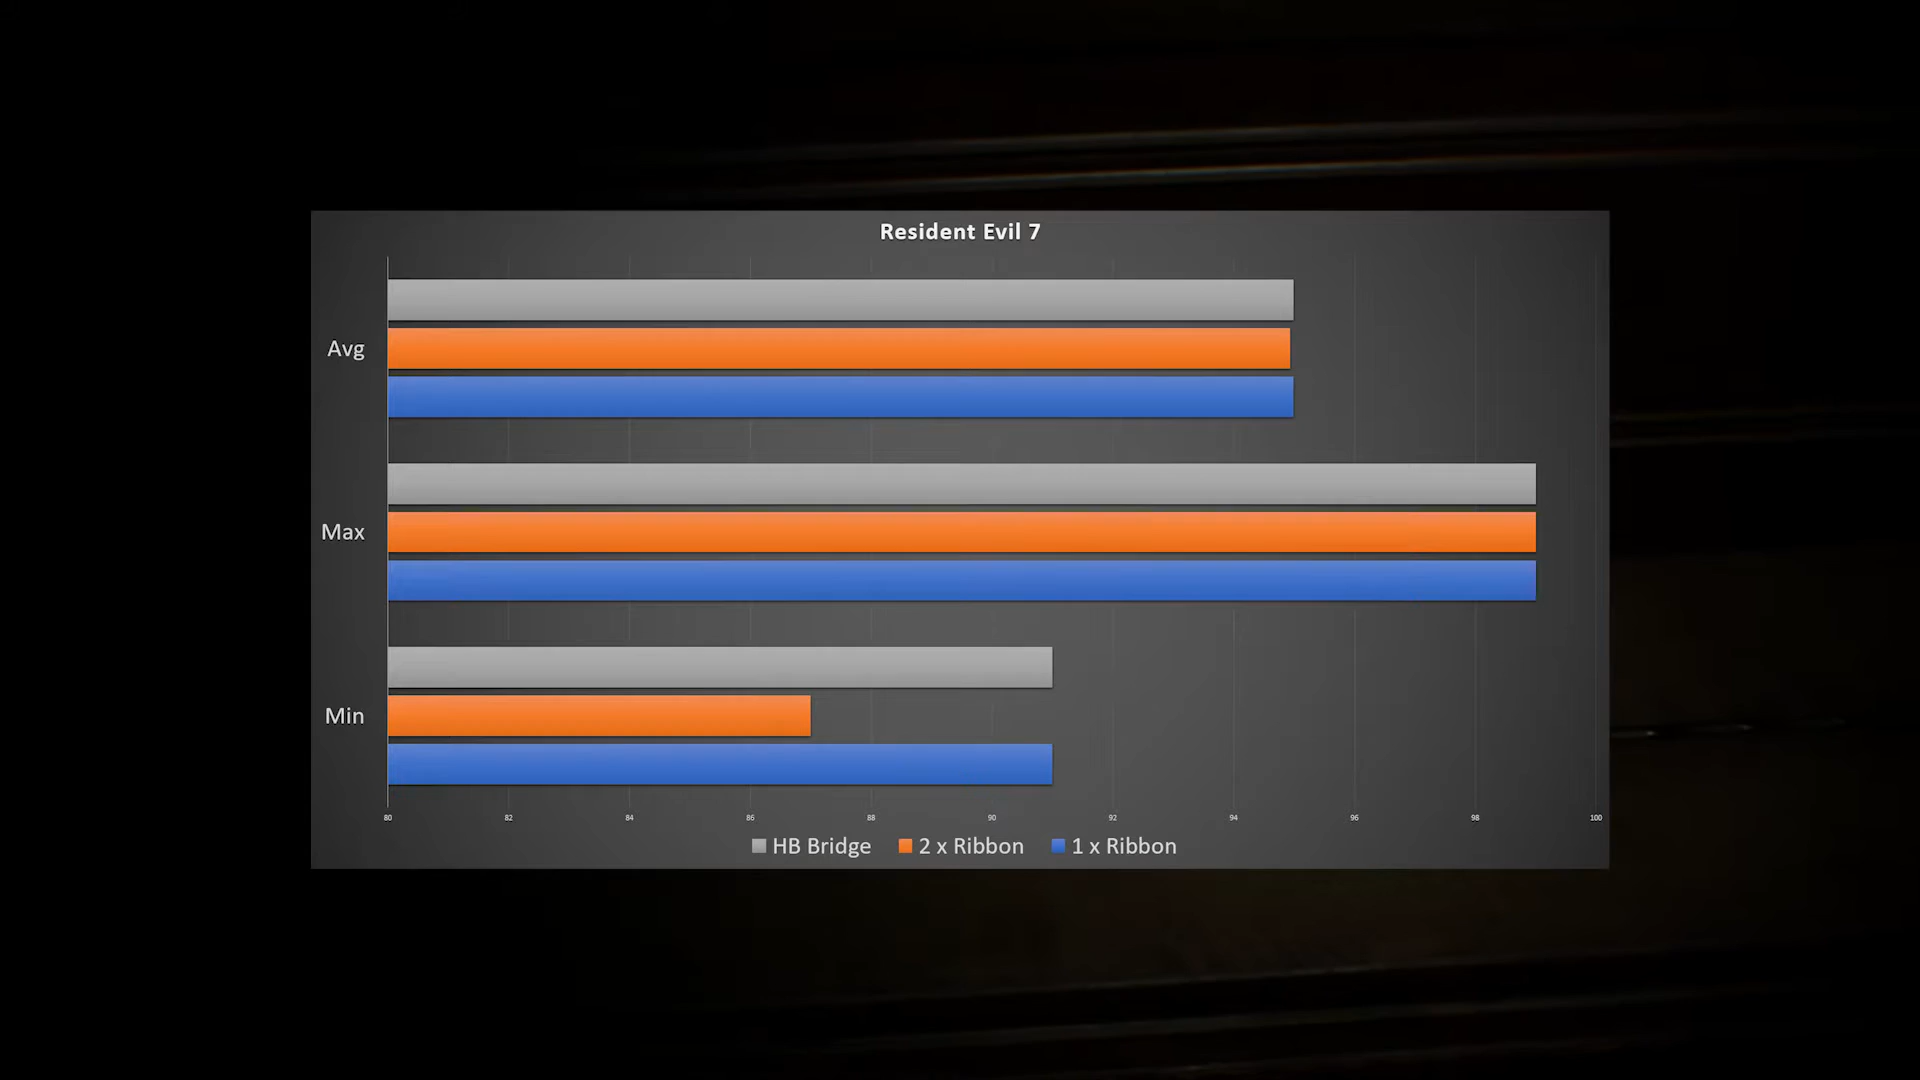 Resident Evil 7
Avg
Max
Min
80 82 84 86 88 90 92 94 96 98 100
HB Bridge 2 x Ribbon 1 x Ribbon